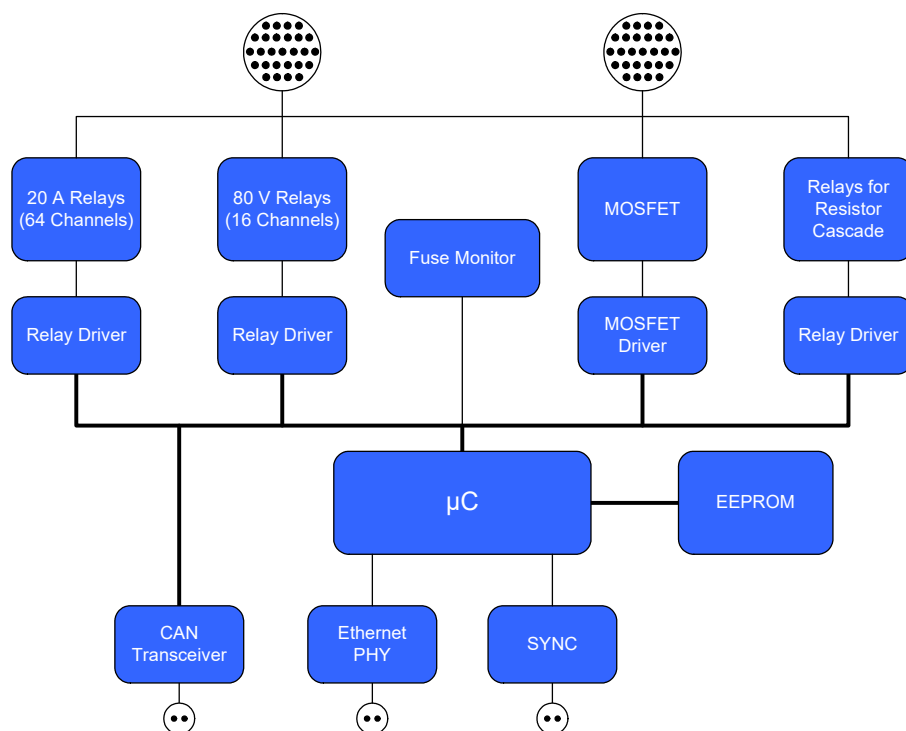 20 A Relays
(64 Channels)
80 V Relays
(16 Channels)
MOSFET
Relays for
Resistor
Cascade
Fuse Monitor
Relay Driver
Relay Driver
MOSFET
Driver
Relay Driver
µC
EEPROM
CAN
Transceiver
Ethernet
PHY
SYNC